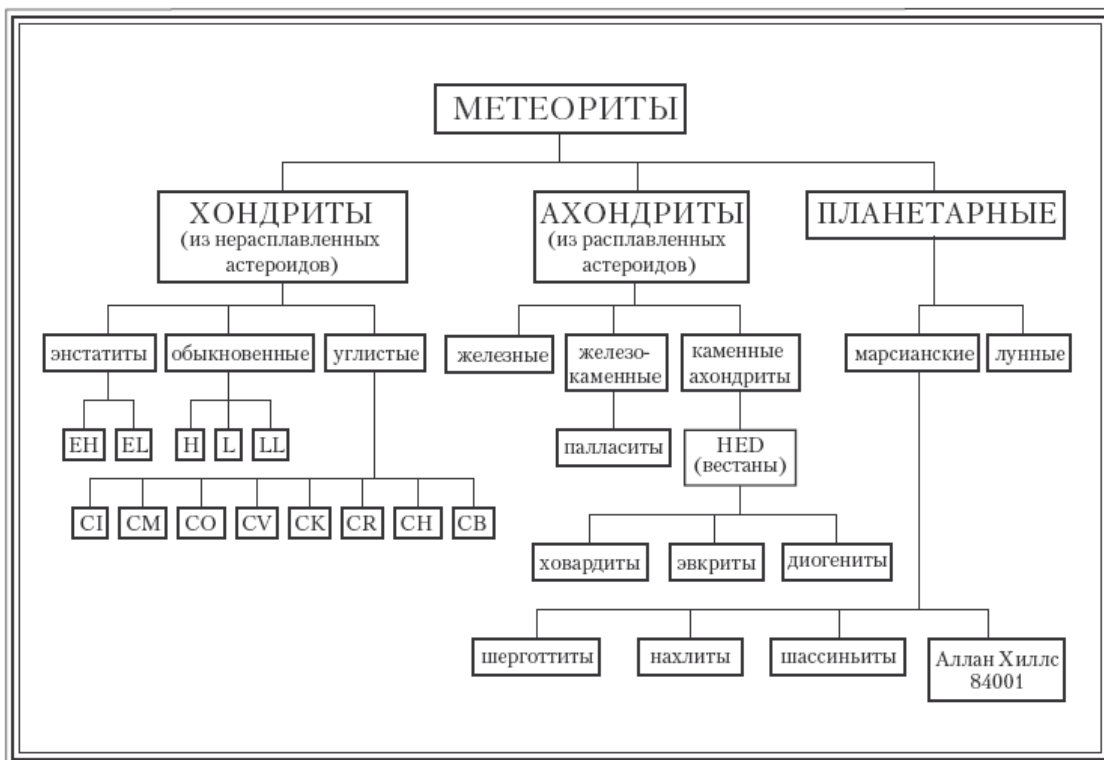 МЕТЕОРИТЫ
ХОНДРИТЫ
(из нерасплавленных
астероидов)
АХОНДРИТЫ
(из расплавленных
астероидов)
ПЛАНЕТАРНЫЕ
энстатиты
обыкновенные
углистые
железные
железо-
каменные
каменные
ахондриты
марсианские
лунные
EH
EL
H
L
LL
палласиты
HED
(вестаны)
CI
CM
CO
CV
CK
CR
CH
CB
ховардиты
эвкриты
диогениты
шерготтиты
нахлиты
шассиньиты
Аллан Хиллс
84001